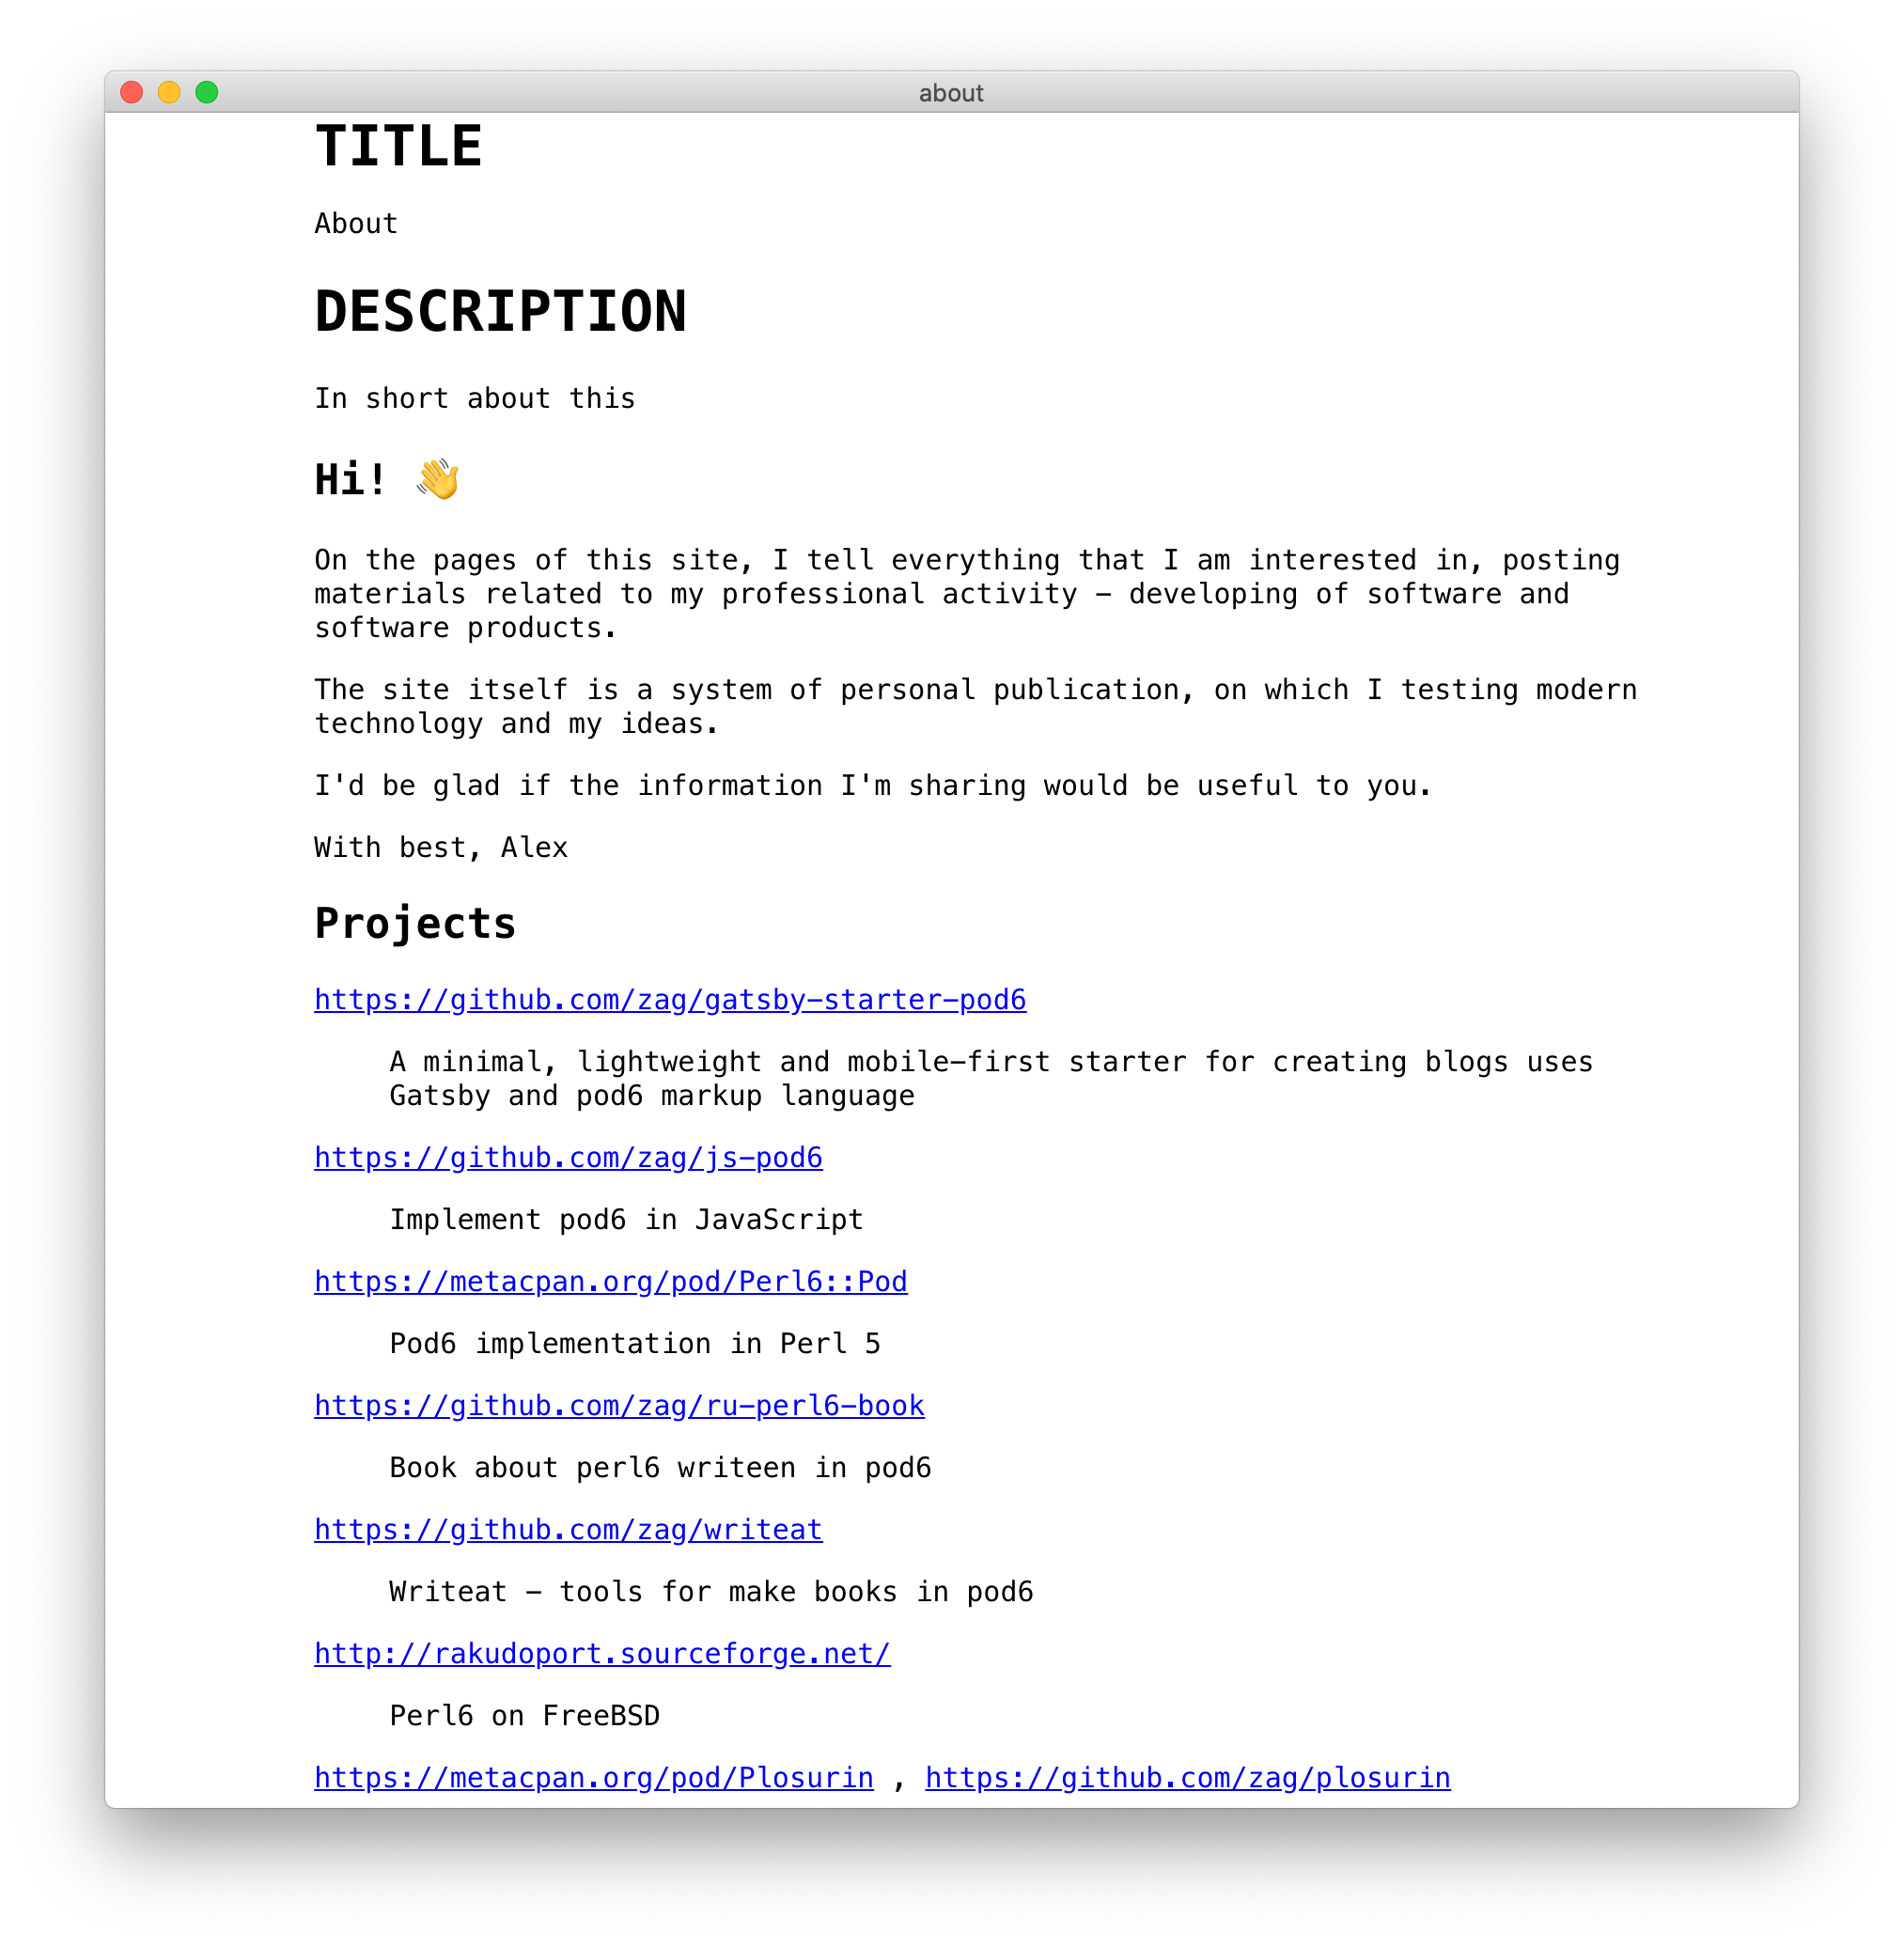 about
TITLE
About
DESCRIPTION
In short about this
Hi! 👋
On the pages of this site, I tell everything that I am interested in, posting
materials related to my professional activity - developing of software and
software products.
The site itself is a system of personal publication, on which I testing modern
technology and my ideas.
I'd be glad if the information I'm sharing would be useful to you.
With best, Alex
Projects
https://github.com/zag/gatsby-starter-pod6
A minimal, lightweight and mobile-first starter for creating blogs uses
Gatsby and pod6 markup language
https://github.com/zag/js-pod6
Implement pod6 in JavaScript
https://metacpan.org/pod/Perl6::Pod
Pod6 implementation in Perl 5
https://github.com/zag/ru-perl6-book
Book about perl6 writeen in pod6
https://github.com/zag/writeat
Writeat - tools for make books in pod6
http://rakudoport.sourceforge.net/
Perl6 on FreeBSD
https://metacpan.org/pod/Plosurin , https://github.com/zag/plosurin